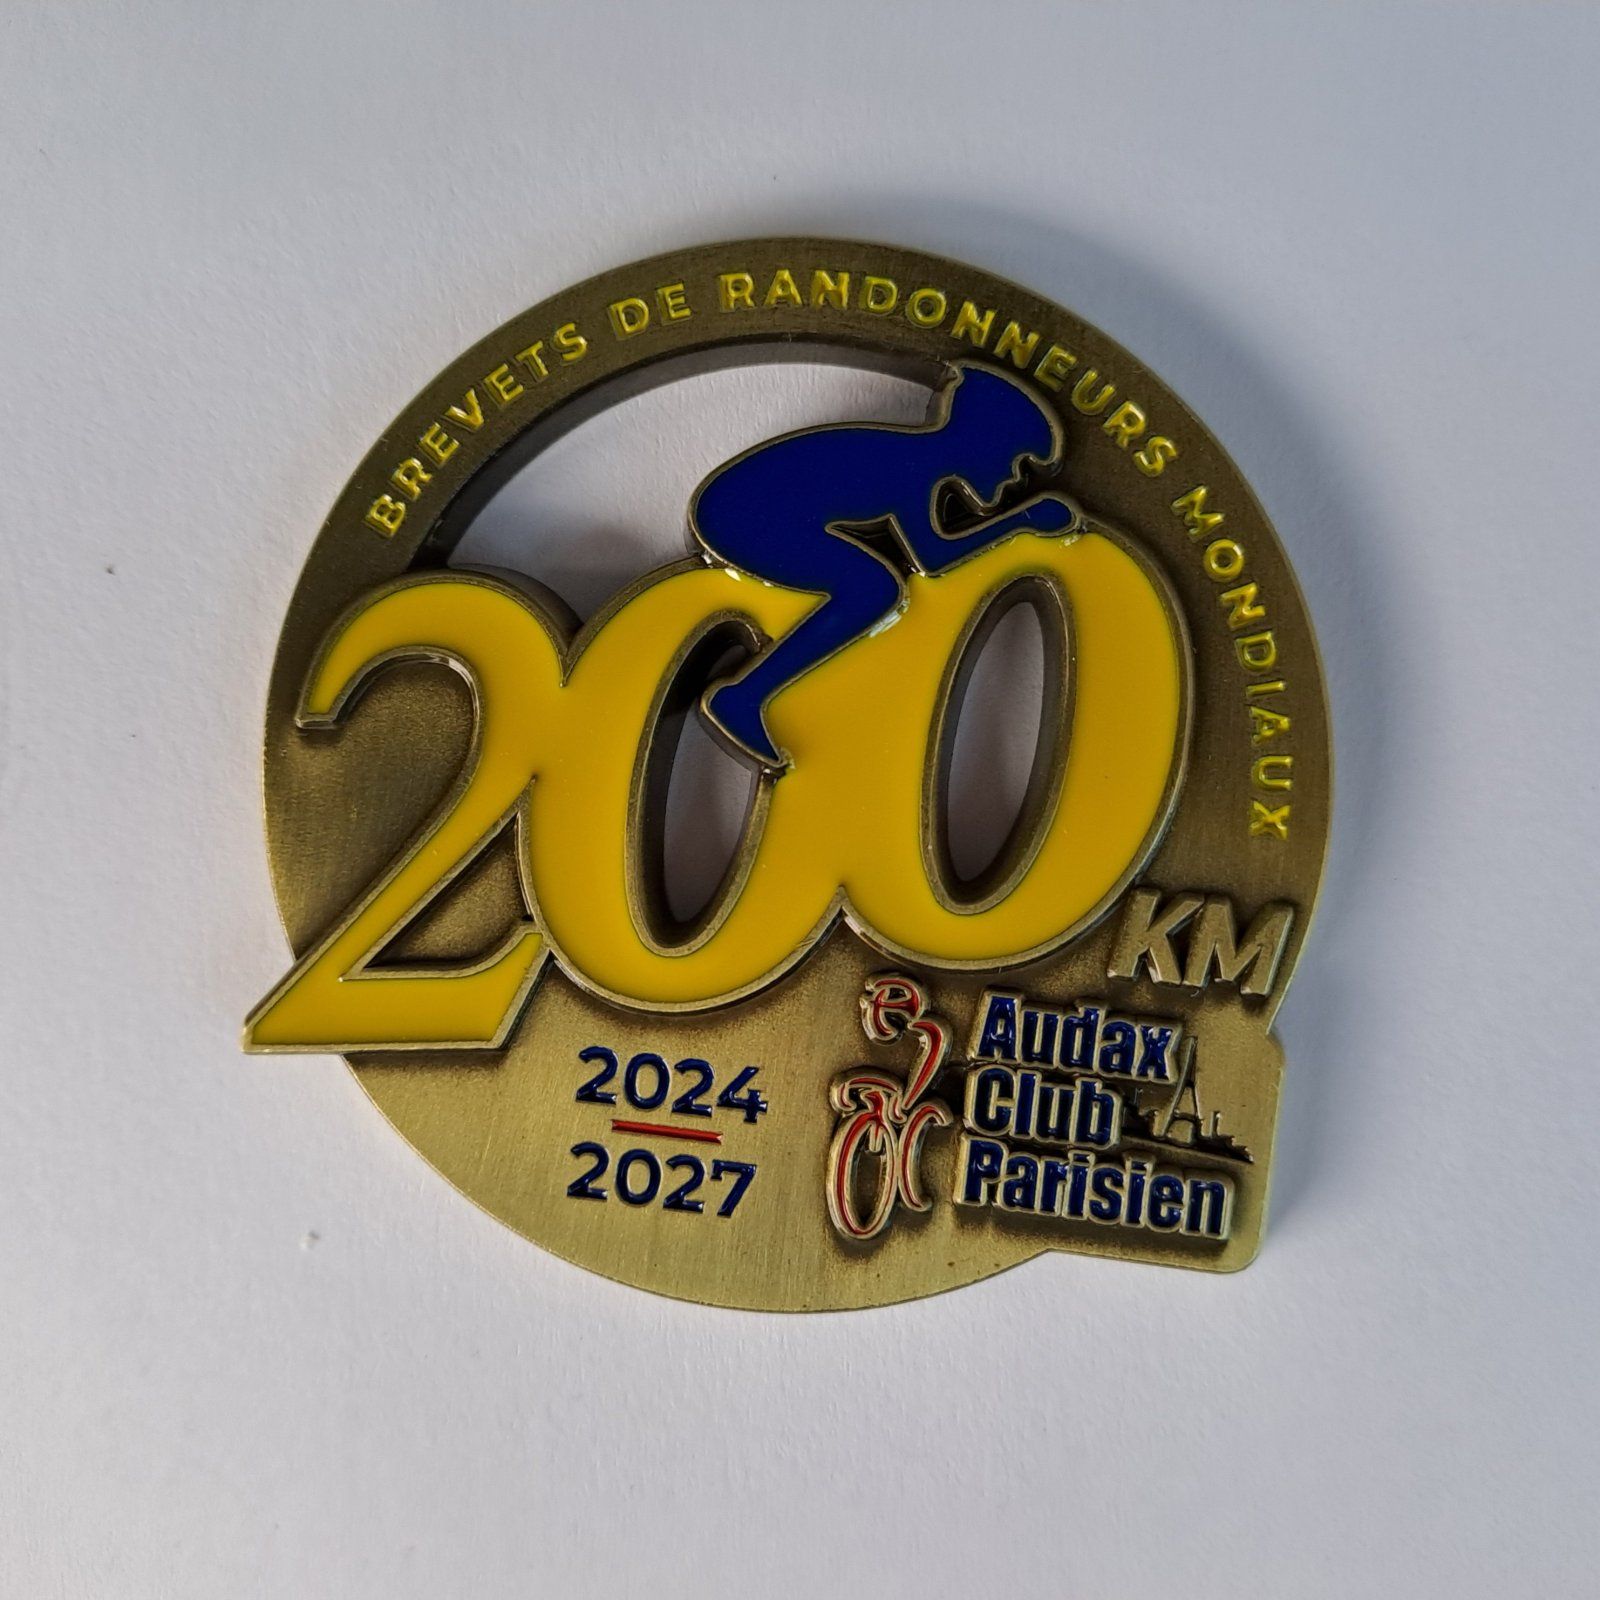 BREVETS DE RANDONNEURS MONDIAUX
200
KM
2024
2027
Audax
Club
Parisien